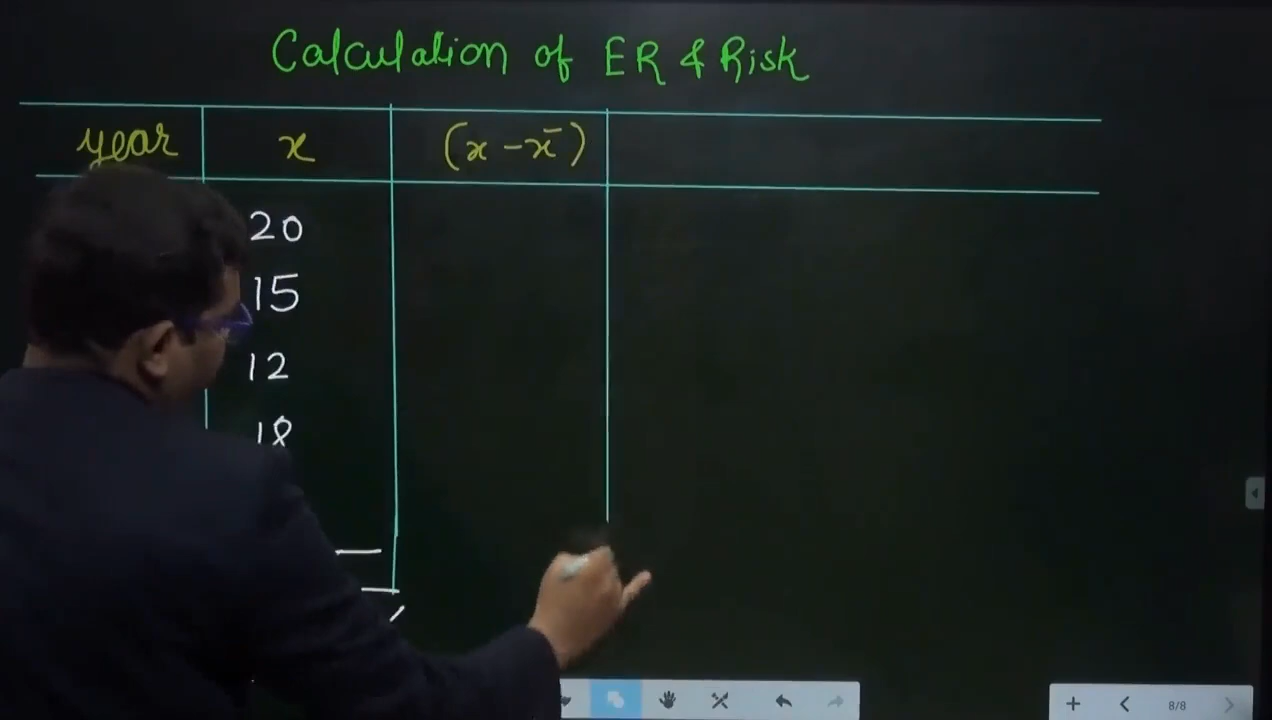 Calculation of ER & Risk
year x (x - x̄)
20
15
12
18
8/8